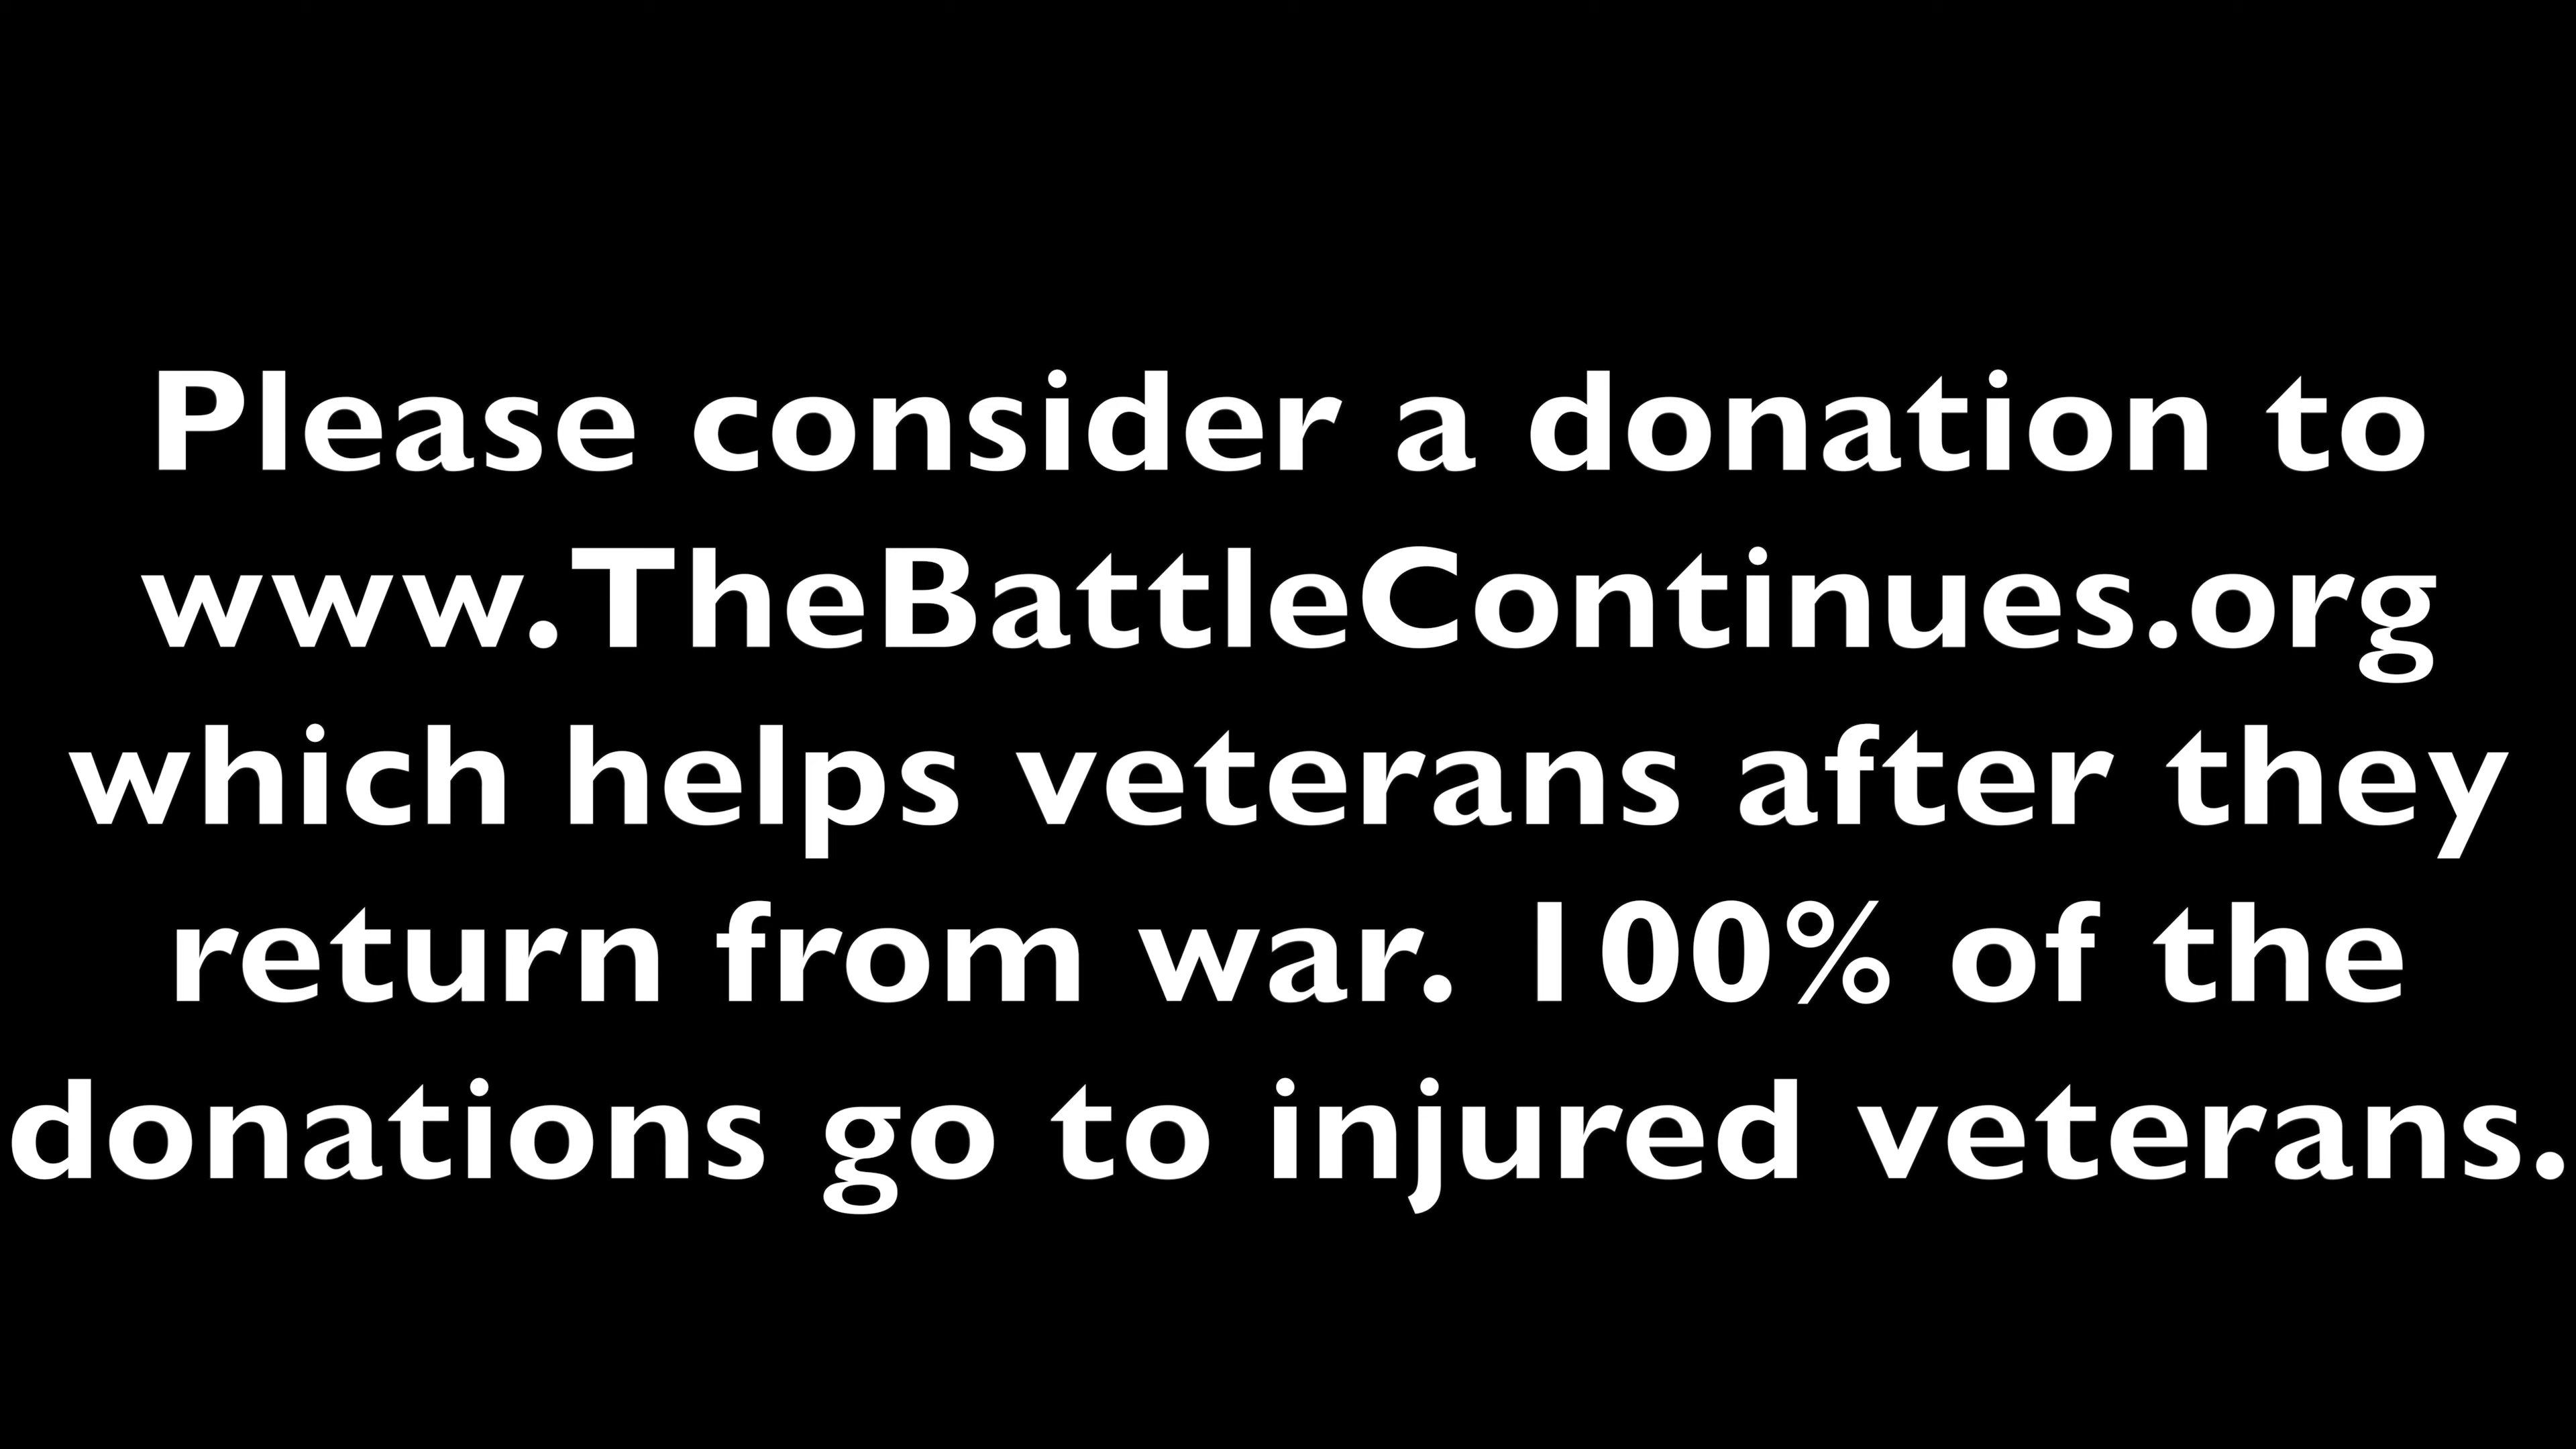 Please consider a donation to
www.TheBattleContinues.org
which helps veterans after they
return from war. 100% of the
donations go to injured veterans.